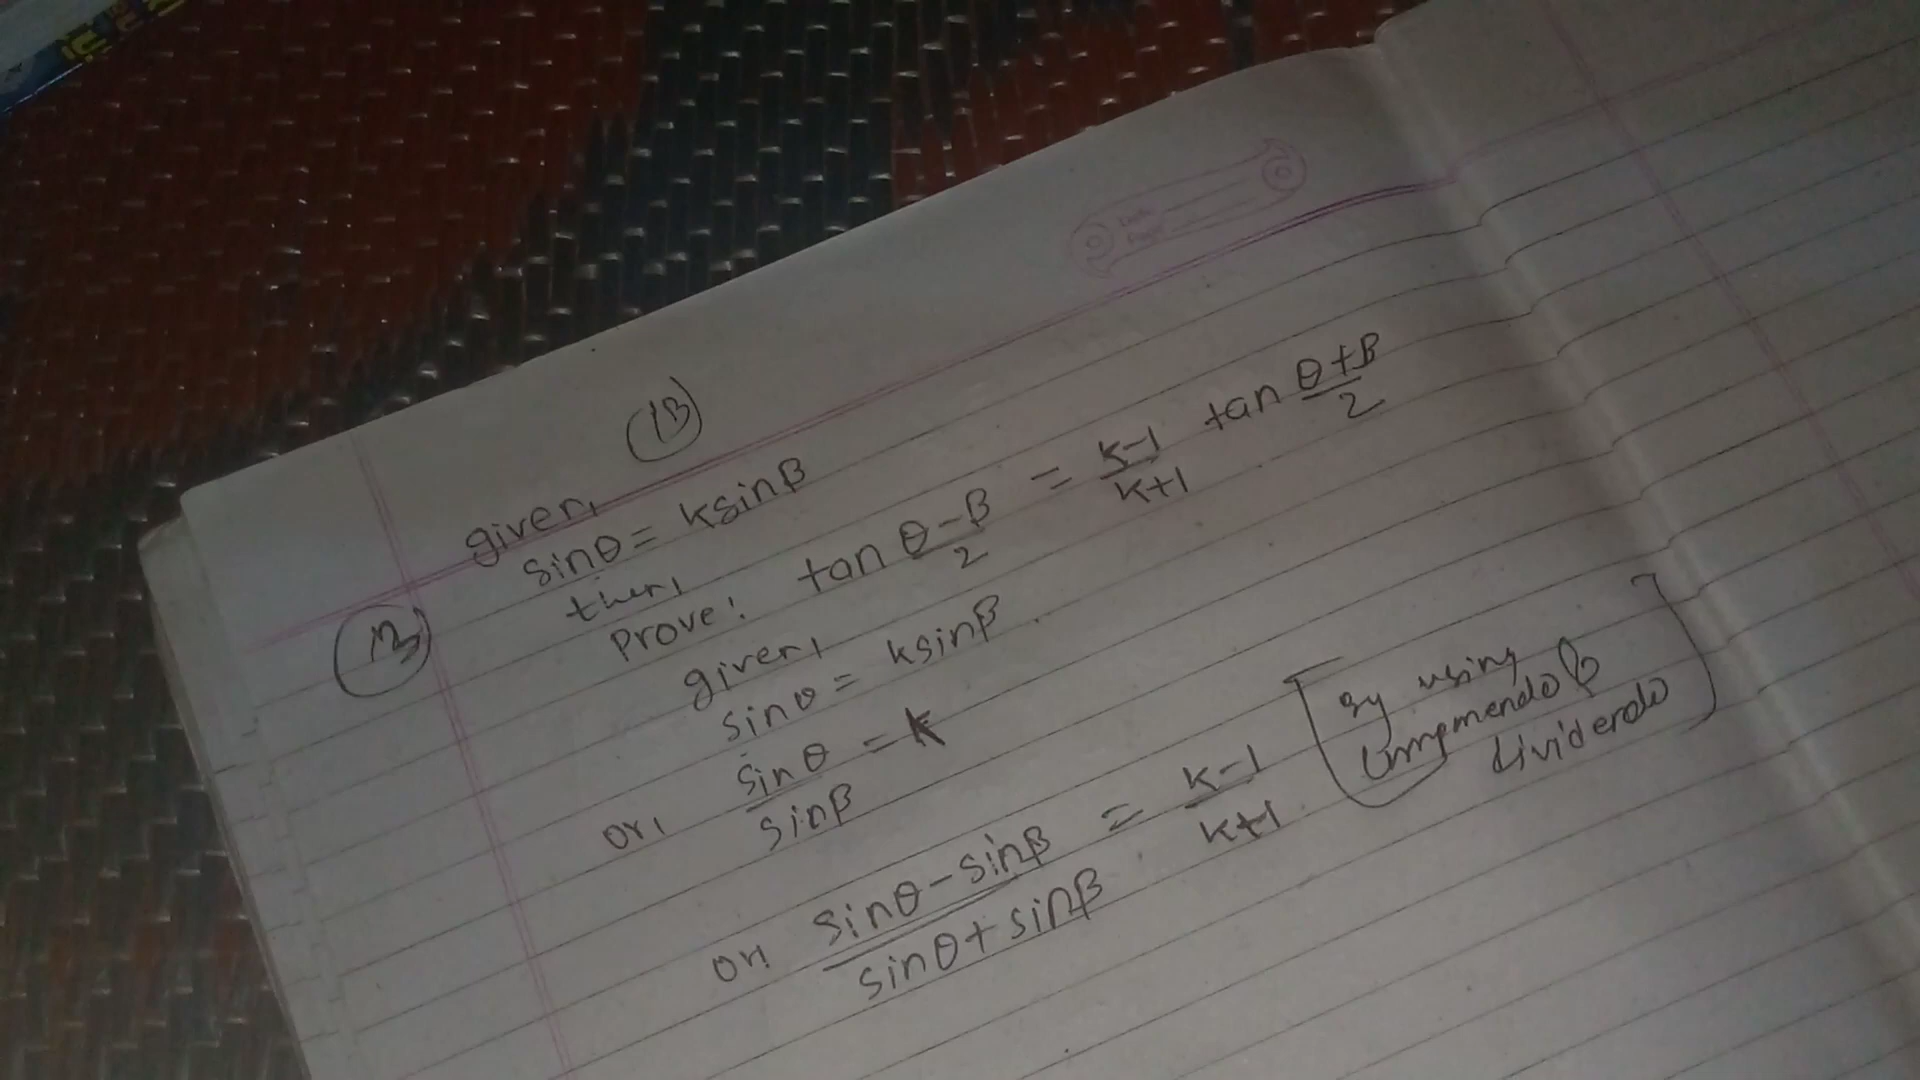 (13)
given,
sinθ = ksinβ
then,
Prove: tan θ-β/2 = k-1/k+1 tan θ+β/2
(13)
given,
sinθ = ksinβ.
or, sinθ/sinβ = k
or, sinθ-sinβ/sinθ+sinβ = k-1/k+1 [By using
dividendo]